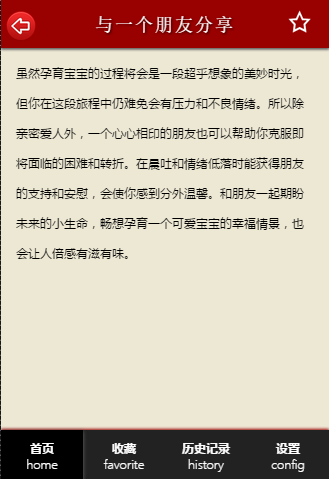 与一个朋友分享
虽然孕育宝宝的过程将会是一段超乎想象的美妙时光，
但你在这段旅程中仍难免会有压力和不良情绪。所以除
亲密爱人外，一个心心相印的朋友也可以帮助你克服即
将面临的困难和转折。在晨吐和情绪低落时能获得朋友
的支持和安慰，会使你感到分外温馨。和朋友一起期盼
未来的小生命，畅想孕育一个可爱宝宝的幸福情景，也
会让人倍感有滋有味。
首页 收藏 历史记录 设置
home favorite history config